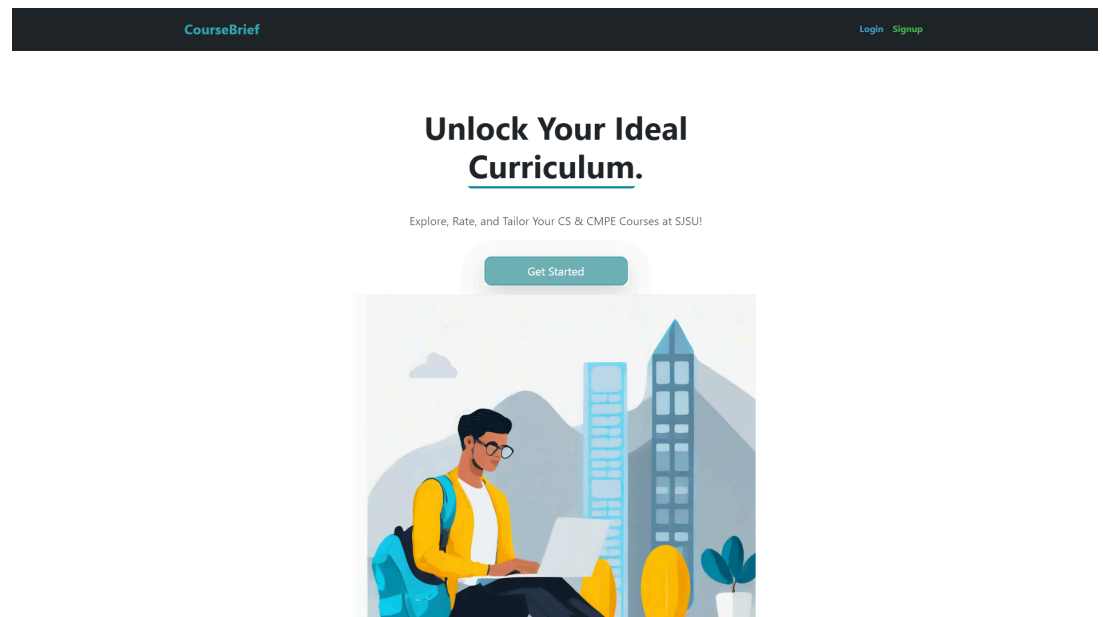 CourseBrief
Login Signup
Unlock Your Ideal
Curriculum.
Explore, Rate, and Tailor Your CS & CMPE Courses at SJSU!
Get Started